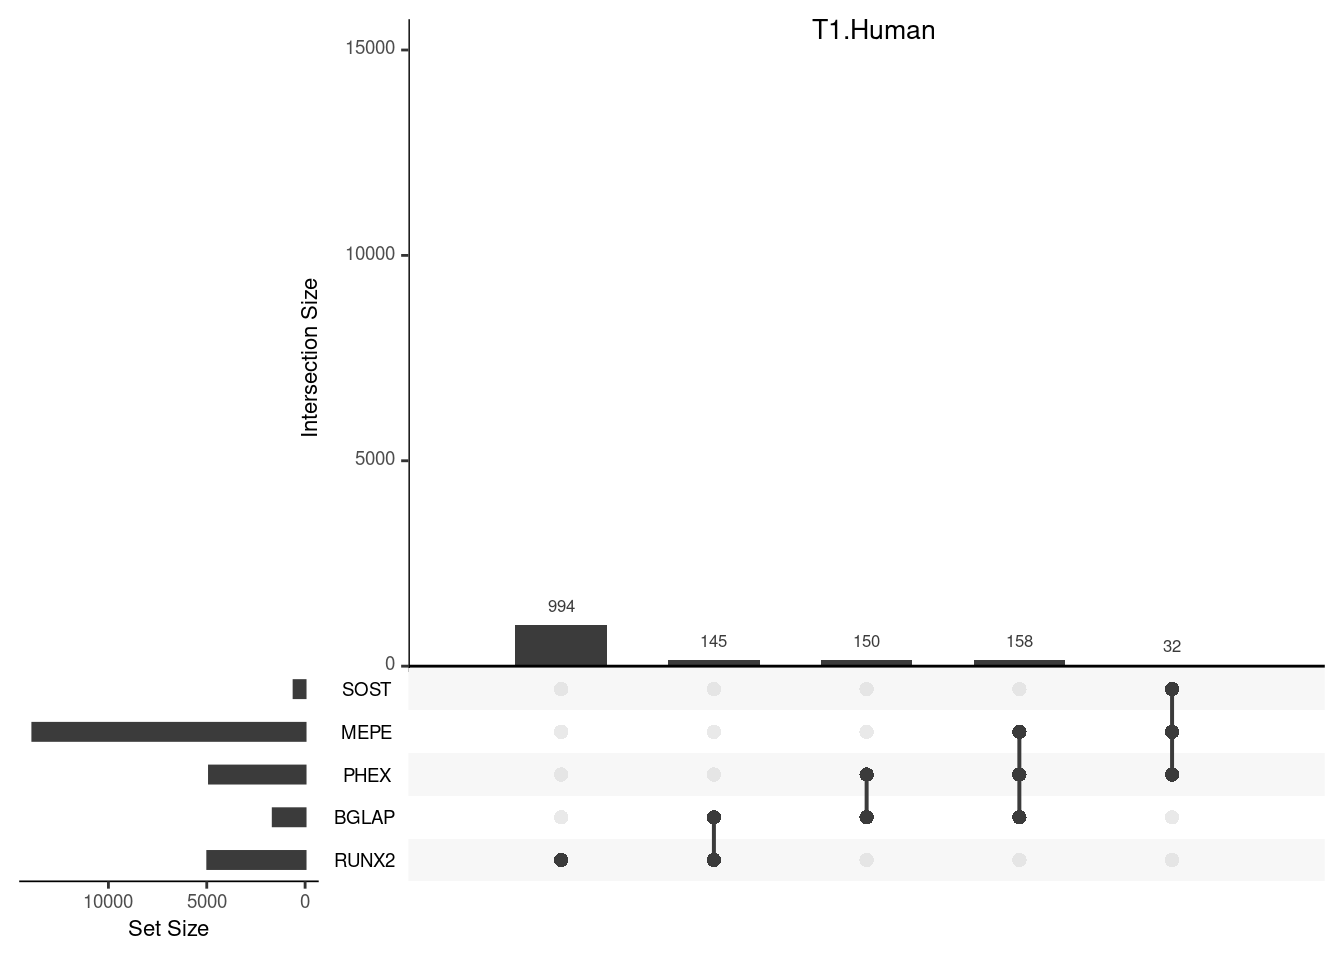 T1.Human
15000
10000
5000
0
Intersection Size
994
145
150
158
32
SOST
MEPE
PHEX
BGLAP
RUNX2
10000 5000 0
Set Size